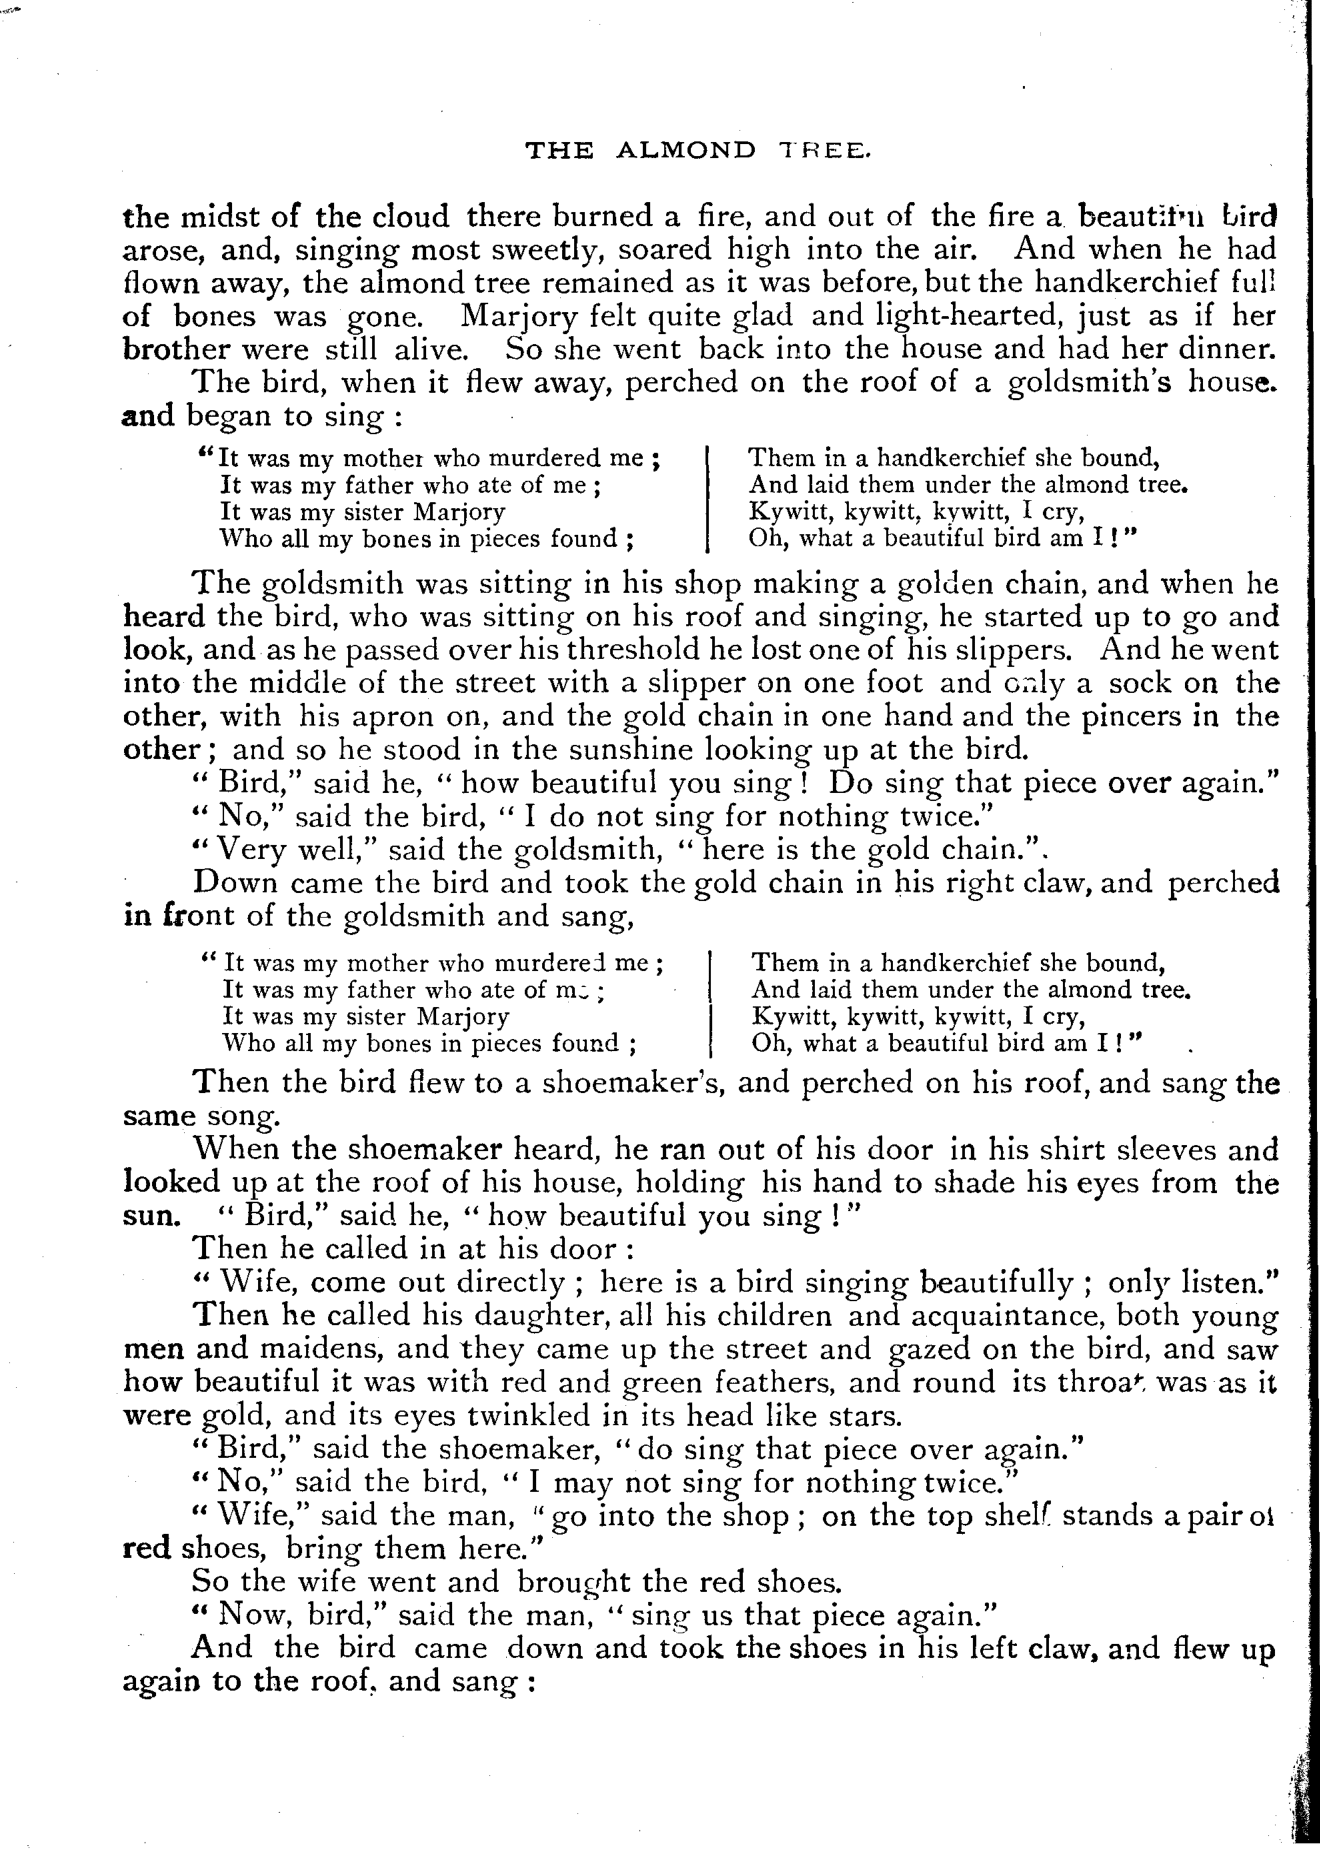 THE ALMOND TREE.
the midst of the cloud there burned a fire, and out of the fire a beautiful bird
arose, and, singing most sweetly, soared high into the air. And when he had
flown away, the almond tree remained as it was before, but the handkerchief full
of bones was gone. Marjory felt quite glad and light-hearted, just as if her
brother were still alive. So she went back into the house and had her dinner.
The bird, when it flew away, perched on the roof of a goldsmith's house.
and began to sing :
"It was my mother who murdered me ;
It was my father who ate of me ;
It was my sister Marjory
Who all my bones in pieces found ;
Them in a handkerchief she bound,
And laid them under the almond tree.
Kywitt, kywitt, kywitt, I cry,
Oh, what a beautiful bird am I !"
The goldsmith was sitting in his shop making a golden chain, and when he
heard the bird, who was sitting on his roof and singing, he started up to go and
look, and as he passed over his threshold he lost one of his slippers. And he went
into the middle of the street with a slipper on one foot and only a sock on the
other, with his apron on, and the gold chain in one hand and the pincers in the
other ; and so he stood in the sunshine looking up at the bird.
" Bird," said he, " how beautiful you sing ! Do sing that piece over again."
" No," said the bird, " I do not sing for nothing twice."
" Very well," said the goldsmith, " here is the gold chain."
Down came the bird and took the gold chain in his right claw, and perched
in front of the goldsmith and sang,
" It was my mother who murdered me ;
It was my father who ate of me ;
It was my sister Marjory
Who all my bones in pieces found ;
Them in a handkerchief she bound,
And laid them under the almond tree.
Kywitt, kywitt, kywitt, I cry,
Oh, what a beautiful bird am I ! "
Then the bird flew to a shoemaker's, and perched on his roof, and sang the
same song.
When the shoemaker heard, he ran out of his door in his shirt sleeves and
looked up at the roof of his house, holding his hand to shade his eyes from the
sun. " Bird," said he, " how beautiful you sing ! "
Then he called in at his door :
" Wife, come out directly ; here is a bird singing beautifully ; only listen."
Then he called his daughter, all his children and acquaintance, both young
men and maidens, and they came up the street and gazed on the bird, and saw
how beautiful it was with red and green feathers, and round its throat was as it
were gold, and its eyes twinkled in its head like stars.
" Bird," said the shoemaker, " do sing that piece over again."
" No," said the bird, " I may not sing for nothing twice."
" Wife," said the man, " go into the shop ; on the top shelf stands a pair of
red shoes, bring them here."
So the wife went and brought the red shoes.
" Now, bird," said the man, " sing us that piece again."
And the bird came down and took the shoes in his left claw, and flew up
again to the roof, and sang :